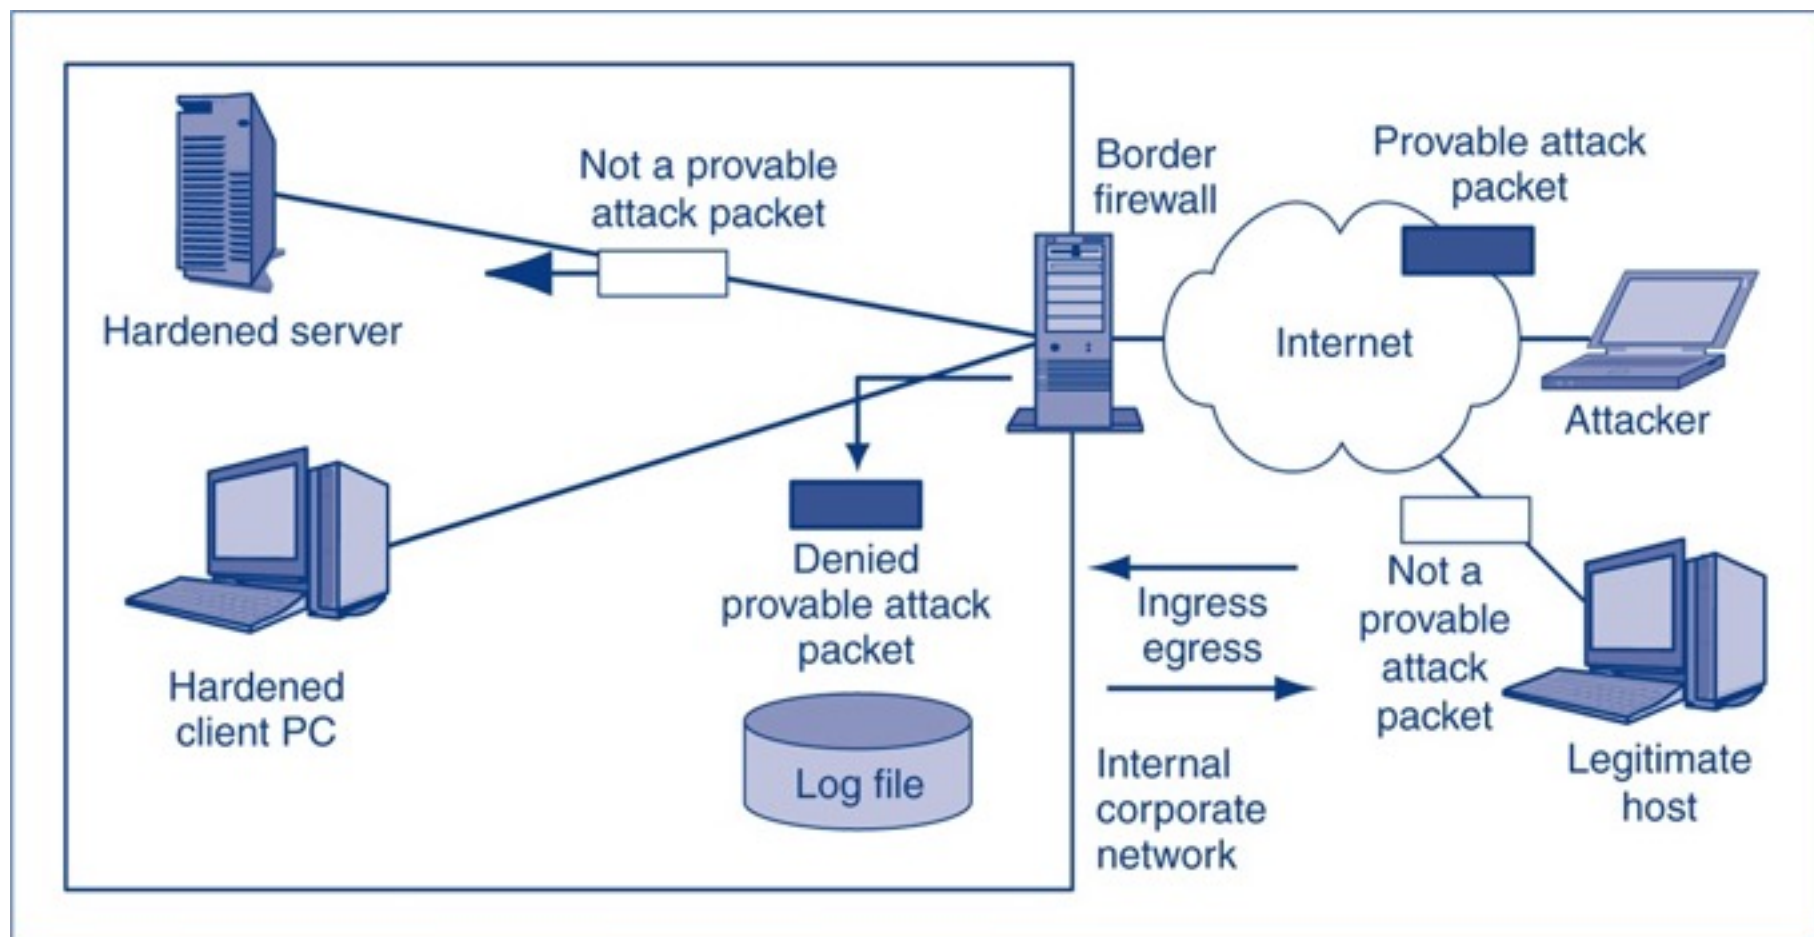 Not a provable
attack packet
Hardened server
Border
firewall
Provable attack
packet
Internet
Attacker
Denied
provable attack
packet
Hardened
client PC
Log file
Ingress
egress
Internal
corporate
network
Not a
provable
attack
packet
Legitimate
host